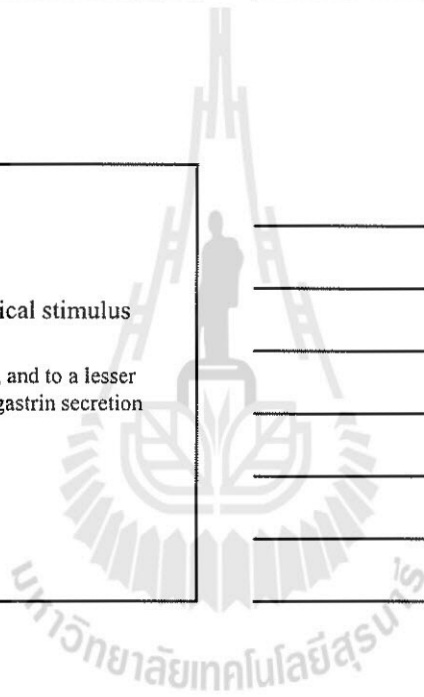 ical stimulus
, and to a lesser
gastrin secretion
มหาวิทยาลัยเทคโนโลยีสุรนารี